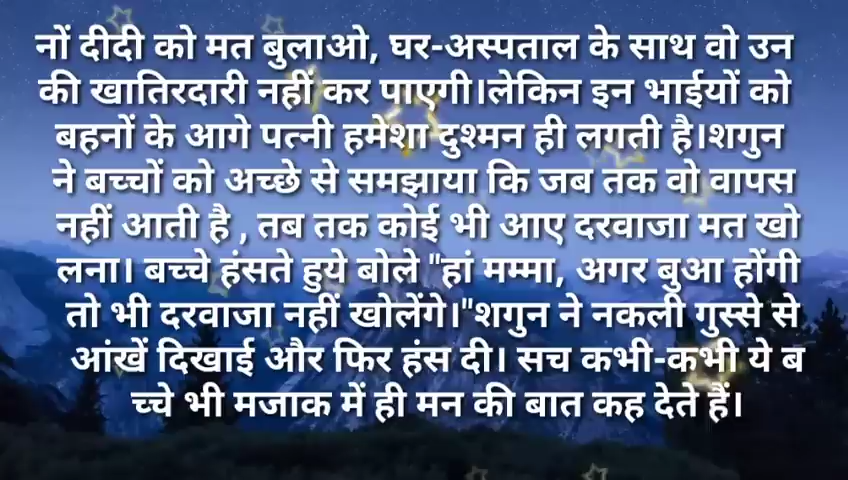 नों दीदी को मत बुलाओ, घर-अस्पताल के साथ वो उन
की खातिरदारी नहीं कर पाएगी।लेकिन इन भाईयों को
बहनों के आगे पत्नी हमेशा दुश्मन ही लगती है।शगुन
ने बच्चों को अच्छे से समझाया कि जब तक वो वापस
नहीं आती है , तब तक कोई भी आए दरवाजा मत खो
लना। बच्चे हंसते हुये बोले "हां मम्मा, अगर बुआ होंगी
तो भी दरवाजा नहीं खोलेंगे।"शगुन ने नकली गुस्से से
आंखें दिखाई और फिर हंस दी। सच कभी-कभी ये ब
च्चे भी मजाक में ही मन की बात कह देते हैं।